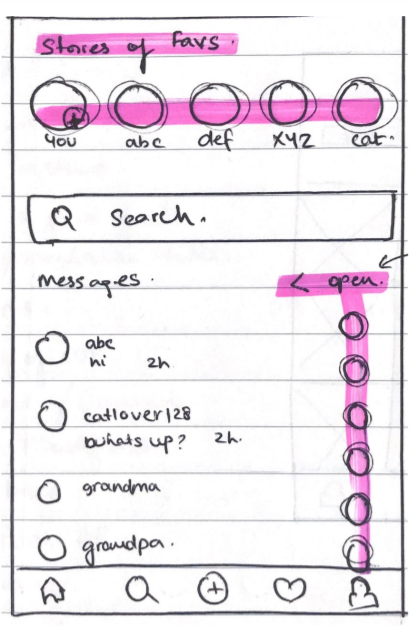 Stories of Favs.
you abc def XYZ cat.
Search.
Messages.
< open.
abc
hi 2h
catlover128
whats up? 2h.
grandma
grandpa.